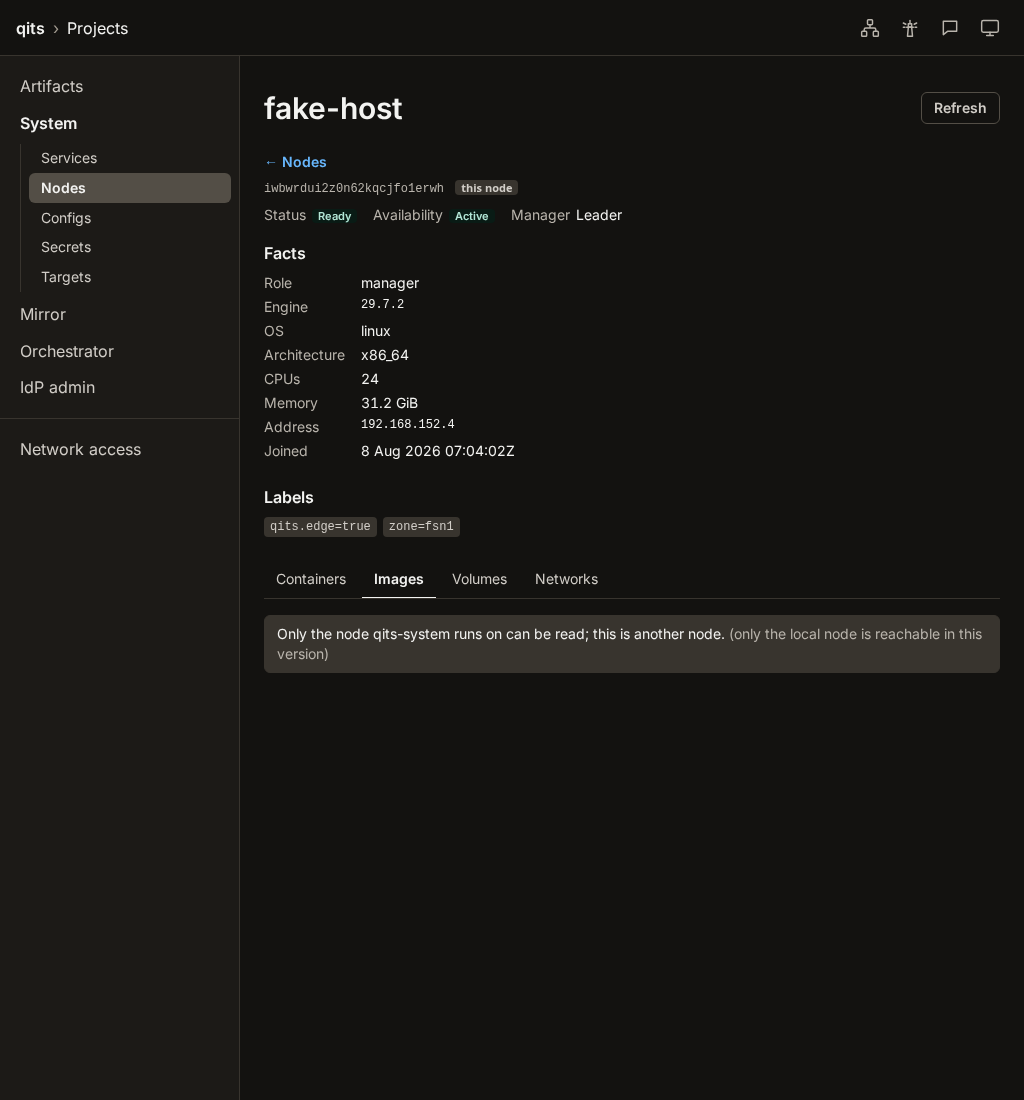 qits › Projects
Artifacts
System
Services
Nodes
Configs
Secrets
Targets
Mirror
Orchestrator
IdP admin
Network access
fake-host
Refresh
← Nodes
iwbwrdui2z0n62kqcjfo1erwh this node
Status Ready Availability Active Manager Leader
Facts
Role manager
Engine 29.7.2
OS linux
Architecture x86_64
CPUs 24
Memory 31.2 GiB
Address 192.168.152.4
Joined 8 Aug 2026 07:04:02Z
Labels
qits.edge=true zone=fsn1
Containers Images Volumes Networks
Only the node qits-system runs on can be read; this is another node. (only the local node is reachable in this
version)